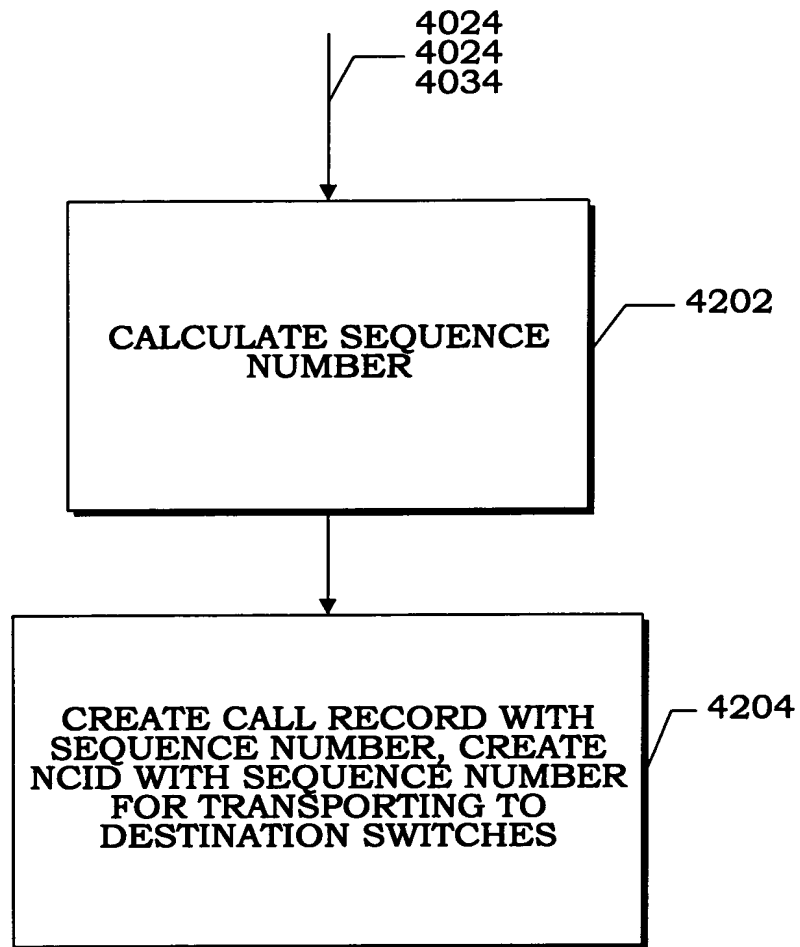 4024
4024
4034
CALCULATE SEQUENCE
NUMBER
4202
CREATE CALL RECORD WITH
SEQUENCE NUMBER, CREATE
NCID WITH SEQUENCE NUMBER
FOR TRANSPORTING TO
DESTINATION SWITCHES
4204